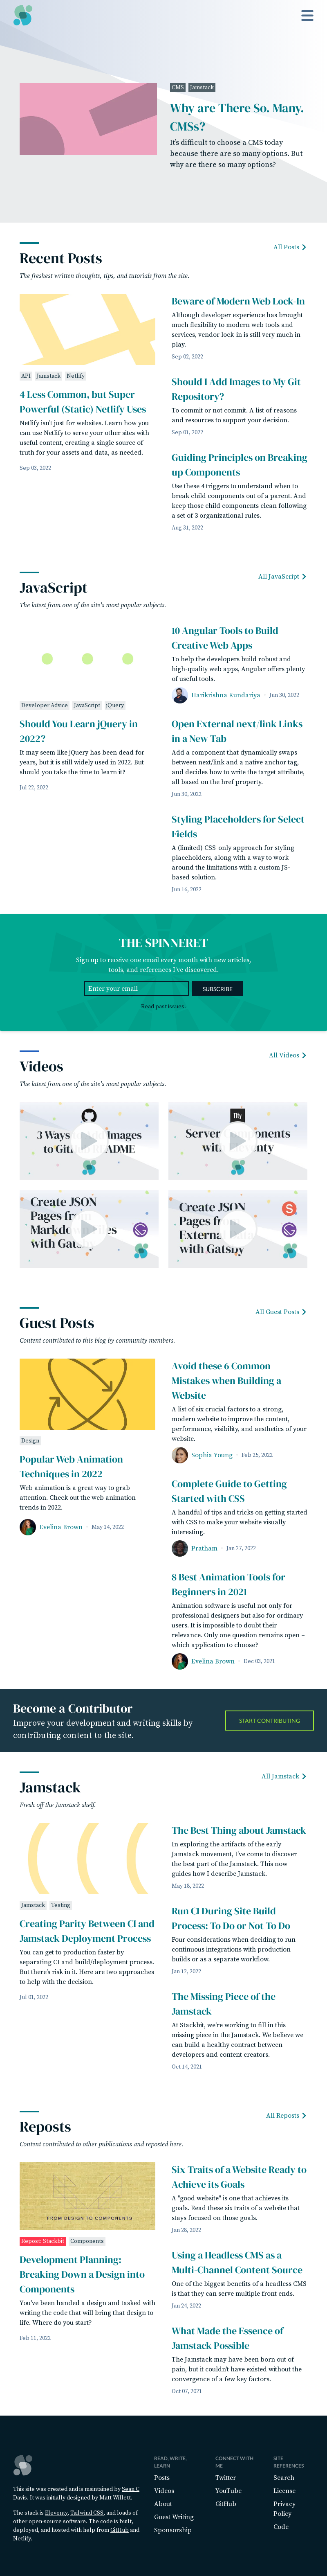 CMS Jamstack
Why are There So. Many.
CMSs?
It's difficult to choose a CMS today
because there are so many options. But
why are there so many options?
Recent Posts
All Posts
The freshest written thoughts, tips, and tutorials from the site.
API Jamstack Netlify
4 Less Common, but Super
Powerful (Static) Netlify Uses
Netlify isn't just for websites. Learn how you
can use Netlify to serve your other sites with
useful content, creating a single source of
truth for your assets and data, as needed.
Sep 03, 2022
Beware of Modern Web Lock-In
Although developer experience has brought
much flexibility to modern web tools and
services, vendor lock-in is still very much in
play.
Sep 02, 2022
Should I Add Images to My Git
Repository?
To commit or not commit. A list of reasons
and resources to support your decision.
Sep 01, 2022
Guiding Principles on Breaking
up Components
Use these 4 triggers to understand when to
break child components out of a parent. And
keep those child components clean following
a set of 3 organizational rules.
Aug 31, 2022
JavaScript
All JavaScript
The latest from one of the site's most popular subjects.
Developer Advice JavaScript jQuery
Should You Learn jQuery in
2022?
It may seem like jQuery has been dead for
years, but it is still widely used in 2022. But
should you take the time to learn it?
Jul 22, 2022
10 Angular Tools to Build
Creative Web Apps
To help the developers build robust and
high-quality web apps, Angular offers plenty
of useful tools.
Harikrishna Kundariya · Jun 30, 2022
Open External next/link Links
in a New Tab
Add a component that dynamically swaps
between next/link and a native anchor tag,
and decides how to write the target attribute,
all based on the href property.
Jun 30, 2022
Styling Placeholders for Select
Fields
A (limited) CSS-only approach for styling
placeholders, along with a way to work
around the limitations with a custom JS-
based solution.
Jun 16, 2022
THE SPINNERET
Sign up to receive one email every month with new articles,
tools, and references I've discovered.
Enter your email
SUBSCRIBE
Read past issues.
Videos
All Videos
The latest from one of the site's most popular subjects.
Guest Posts
All Guest Posts
Content contributed to this blog by community members.
Design
Popular Web Animation
Techniques in 2022
Web animation is a great way to grab
attention. Check out the web animation
trends in 2022.
Evelina Brown · May 14, 2022
Avoid these 6 Common
Mistakes when Building a
Website
A list of six crucial factors to a strong,
modern website to improve the content,
performance, visibility, and aesthetics of your
website.
Sophia Young · Feb 25, 2022
Complete Guide to Getting
Started with CSS
A handful of tips and tricks on getting started
with CSS to make your website visually
interesting.
Pratham · Jan 27, 2022
8 Best Animation Tools for
Beginners in 2021
Animation software is useful not only for
professional designers but also for ordinary
users. It is impossible to doubt their
relevance. Only one question remains open –
which application to choose?
Evelina Brown · Dec 03, 2021
Become a Contributor
Improve your development and writing skills by
contributing content to the site.
START CONTRIBUTING
Jamstack
All Jamstack
Fresh off the Jamstack shelf.
Jamstack Testing
Creating Parity Between CI and
Jamstack Deployment Process
You can get to production faster by
separating CI and build/deployment process.
But there's risk in it. Here are two approaches
to help with the decision.
Jul 01, 2022
The Best Thing about Jamstack
In exploring the artifacts of the early
Jamstack movement, I've come to discover
the best part of the Jamstack. This now
guides how I describe Jamstack.
May 18, 2022
Run CI During Site Build
Process: To Do or Not To Do
Four considerations when deciding to run
continuous integrations with production
builds or as a separate workflow.
Jan 12, 2022
The Missing Piece of the
Jamstack
At Stackbit, we're working to fill in this
missing piece in the Jamstack. We believe we
can build a healthy contract between
developers and content creators.
Oct 14, 2021
Reposts
All Reposts
Content contributed to other publications and reposted here.
FROM DESIGN TO COMPONENTS
Report: Stackbit Components
Development Planning:
Breaking Down a Design into
Components
You've been handed a design and tasked with
writing the code that will bring that design to
life. Where do you start?
Feb 11, 2022
Six Traits of a Website Ready to
Achieve its Goals
A "good website" is one that achieves its
goals. Read these six traits of a website that
stays focused on those goals.
Jan 28, 2022
Using a Headless CMS as a
Multi-Channel Content Source
One of the biggest benefits of a headless CMS
is that they can serve multiple front ends.
Jan 24, 2022
What Made the Essence of
Jamstack Possible
The Jamstack may have been born out of
pain, but it couldn't have existed without the
convergence of a few key factors.
Oct 07, 2021
This site was created and is maintained by Sean C
Davis. It was initially designed by Matt Willett.
The stack is Eleventy, Tailwind CSS, and loads of
other open-source software. The code is built,
deployed, and hosted with help from GitHub and
Netlify.
READ, WRITE,
LEARN
Posts
Videos
About
Guest Writing
Sponsorship
CONNECT WITH
ME
Twitter
YouTube
GitHub
SITE
REFERENCES
Search
License
Privacy
Policy
Code